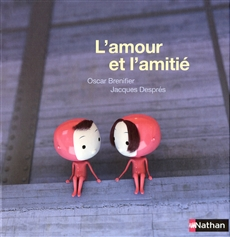 L'amour
et l'amitié
Oscar Brenifier
Jacques Després
Nathan